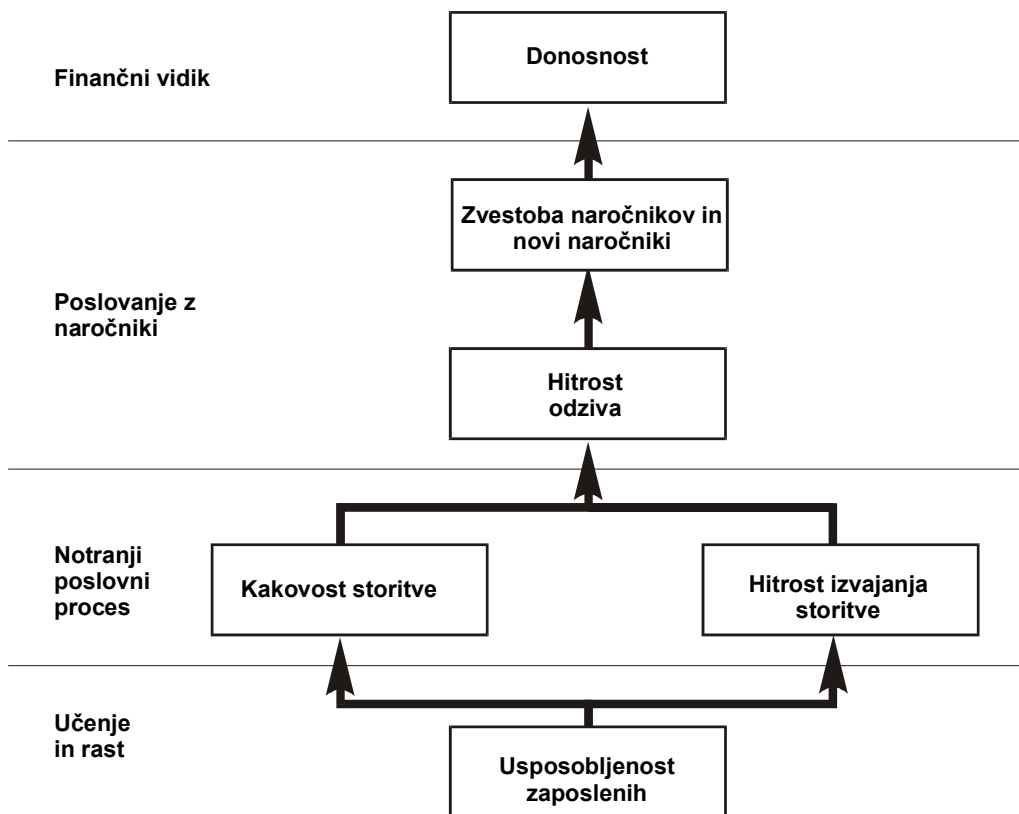 Finančni vidik
Donosnost
Zvestoba naročnikov in
novi naročniki
Poslovanje z
naročniki
Hitrost
odziva
Notranji
poslovni
proces
Kakovost storitve
Hitrost izvajanja
storitve
Učenje
in rast
Usposobljenost
zaposlenih